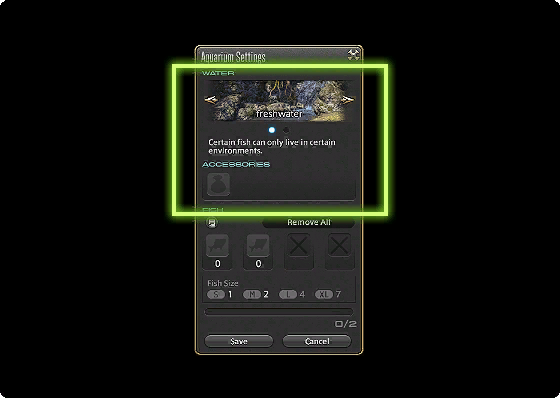 Aquarium Settings
WATER
freshwater
Certain fish can only live in certain
environments.
ACCESSORIES
FISH
Remove All
0 0
Fish Size
S 1 M 2 L 4 XL 7
0/2
Save Cancel